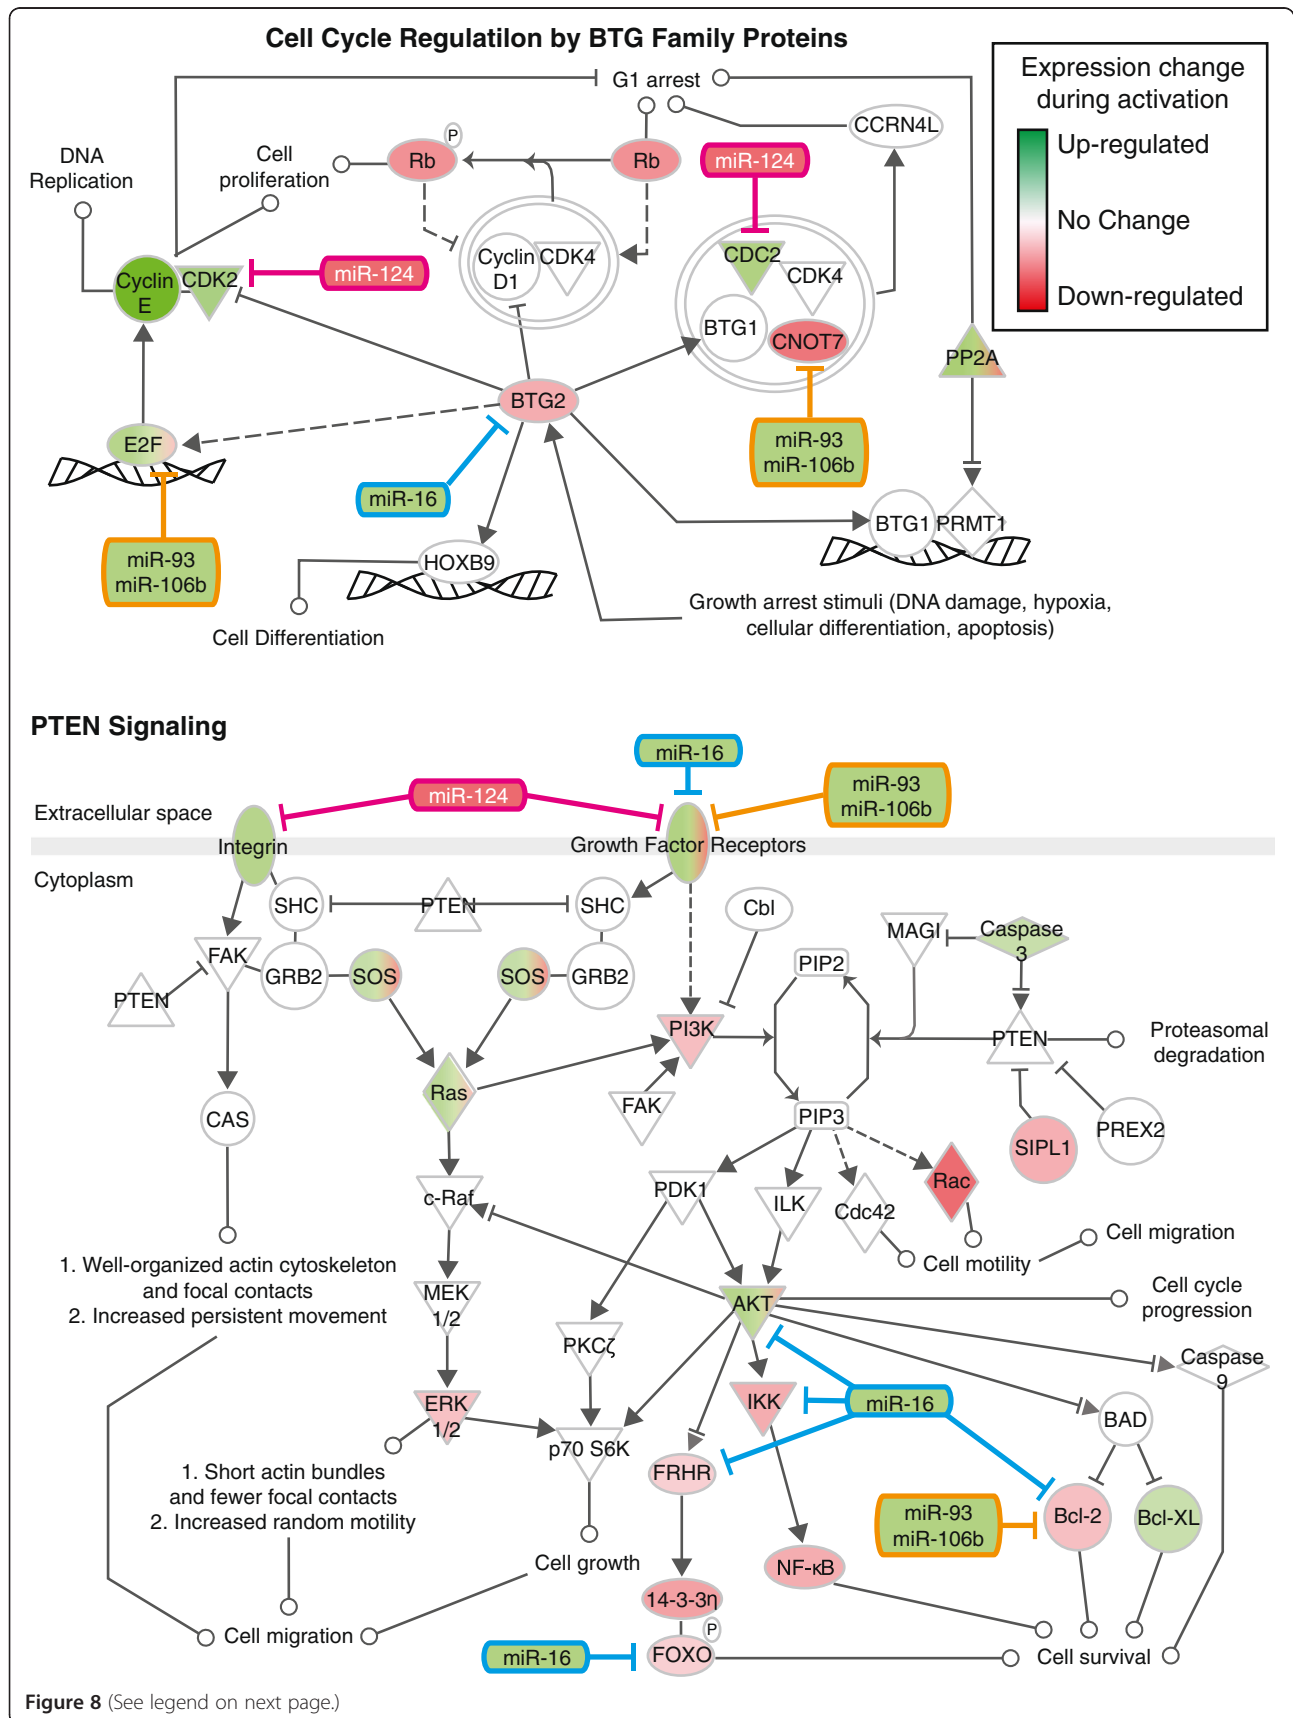 Cell Cycle Regulatilon by BTG Family Proteins
Expression change
during activation
Up-regulated
No Change
Down-regulated
G1 arrest
CCRN4L
P
Rb
Rb
miR-124
DNA
Replication
Cell
proliferation
Cyclin
E
CDK2
miR-124
Cyclin
D1
CDK4
CDC2
CDK4
BTG1
CNOT7
PP2A
BTG2
E2F
miR-93
miR-106b
miR-16
BTG1
PRMT1
miR-93
miR-106b
HOXB9
Growth arrest stimuli (DNA damage, hypoxia,
cellular differentiation, apoptosis)
Cell Differentiation
PTEN Signaling
miR-16
miR-124
miR-93
miR-106b
Extracellular space
Integrin
Growth Factor Receptors
Cytoplasm
SHC
PTEN
SHC
Cbl
MAGI
Caspase
3
FAK
GRB2
SOS
SOS
GRB2
PIP2
PTEN
PI3K
PTEN
Proteasomal
degradation
Ras
FAK
PIP3
CAS
SIPL1
PREX2
c-Raf
PDK1
ILK
Cdc42
Rac
Cell migration
Cell motility
1. Well-organized actin cytoskeleton
and focal contacts
2. Increased persistent movement
MEK
1/2
AKT
Cell cycle
progression
PKCζ
Caspase
9
ERK
1/2
IKK
miR-16
BAD
p70 S6K
FRHR
1. Short actin bundles
and fewer focal contacts
2. Increased random motility
miR-93
miR-106b
Bcl-2
Bcl-XL
Cell growth
NF-κB
14-3-3η
P
Cell migration
miR-16
FOXO
Cell survival
Figure 8 (See legend on next page.)